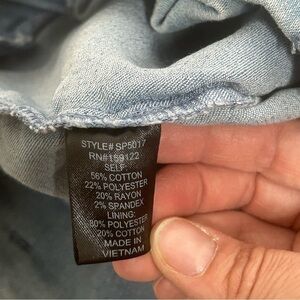 STYLE# SP5017
RN#159122
SELF
56% COTTON
22% POLYESTER
20% RAYON
2% SPANDEX
LINING:
80% POLYESTER
20% COTTON
MADE IN
VIETNAM